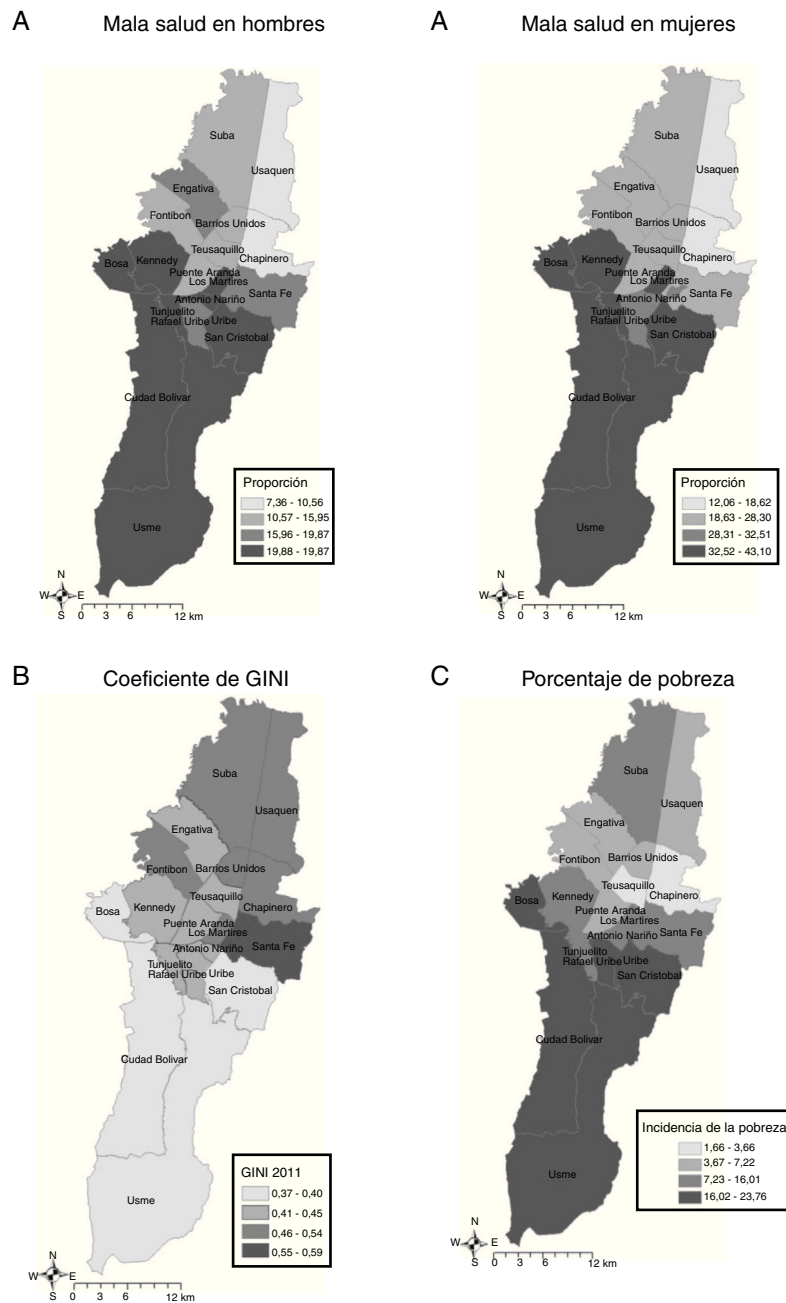 A Mala salud en hombres
Suba
Usaquen
Engativa
Fontibon
Barrios Unidos
Teusaquillo
Chapinero
Bosa
Kennedy
Puente Aranda
Los Martires
Santa Fe
Antonio Nariño
Tunjuelito
Rafael Uribe Uribe
San Cristobal
Cudad Bolivar
Usme
Proporción
7,36 - 10,56
10,57 - 15,95
15,96 - 19,87
19,88 - 19,87
N
W E
S
0 3 6 12 km
A Mala salud en mujeres
Suba
Usaquen
Engativa
Fontibon
Barrios Unidos
Teusaquillo
Chapinero
Bosa
Kennedy
Puente Aranda
Los Martires
Santa Fe
Antonio Nariño
Tunjuelito
Rafael Uribe Uribe
San Cristobal
Cudad Bolivar
Usme
Proporción
12,06 - 18,62
18,63 - 28,30
28,31 - 32,51
32,52 - 43,10
N
W E
S
0 3 6 12 km
B Coeficiente de GINI
Suba
Usaquen
Engativa
Fontibon
Barrios Unidos
Teusaquillo
Chapinero
Bosa
Kennedy
Puente Aranda
Los Martires
Santa Fe
Antonio Nariño
Tunjuelito
Rafael Uribe Uribe
San Cristobal
Cudad Bolivar
Usme
GINI 2011
0,37 - 0,40
0,41 - 0,45
0,46 - 0,54
0,55 - 0,59
N
W E
S
0 3 6 12 km
C Porcentaje de pobreza
Suba
Usaquen
Engativa
Fontibon
Barrios Unidos
Teusaquillo
Chapinero
Bosa
Kennedy
Puente Aranda
Los Martires
Santa Fe
Antonio Nariño
Tunjuelito
Rafael Uribe Uribe
San Cristobal
Cudad Bolivar
Usme
Incidencia de la pobreza
1,66 - 3,66
3,67 - 7,22
7,23 - 16,01
16,02 - 23,76
N
W E
S
0 3 6 12 km